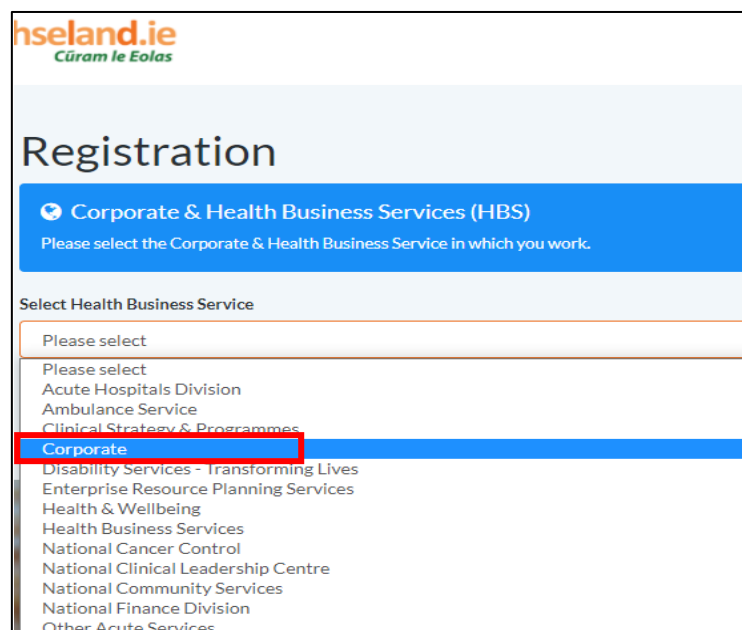 hseland.ie
Cūram le Eolas
Registration
Corporate & Health Business Services (HBS)
Please select the Corporate & Health Business Service in which you work.
Select Health Business Service
Please select
Please select
Acute Hospitals Division
Ambulance Service
Clinical Strategy & Programmes
Corporate
Disability Services - Transforming Lives
Enterprise Resource Planning Services
Health & Wellbeing
Health Business Services
National Cancer Control
National Clinical Leadership Centre
National Community Services
National Finance Division
Other Acute Services